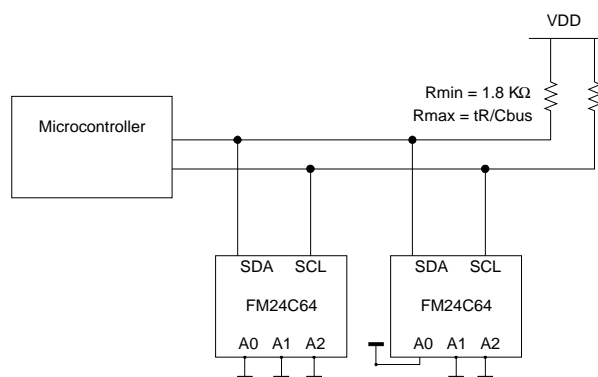 VDD
Rmin = 1.8 KΩ
Rmax = tR/Cbus
Microcontroller
SDA SCL SDA SCL
FM24C64 FM24C64
A0 A1 A2 A0 A1 A2